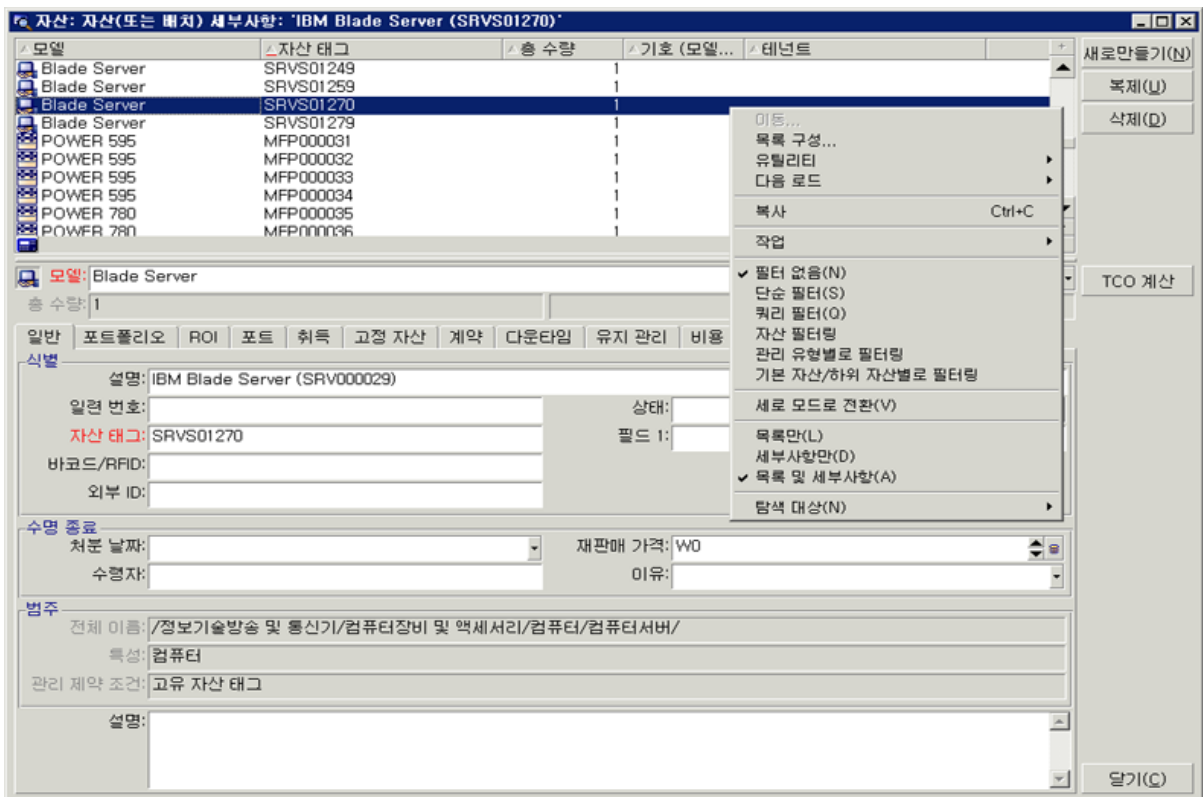 자산: 자산(또는 배치) 세부사항: 'IBM Blade Server (SRVS01270)'
모델 자산 태그 총 수량 기호 (모델... 테넌트
Blade Server SRVS01249 1
Blade Server SRVS01259 1
Blade Server SRVS01270 1
Blade Server SRVS01279 1
POWER 595 MFP000031 1
POWER 595 MFP000032 1
POWER 595 MFP000033 1
POWER 595 MFP000034 1
POWER 780 MFP000035 1
POWER 780 MFP000036 1
새로만들기(N)
복제(U)
삭제(D)
이동...
목록 구성...
유틸리티
다음 로드
복사 Ctrl+C
작업
필터 없음(N)
단순 필터(S)
쿼리 필터(Q)
자산 필터링
관리 유형별로 필터링
기본 자산/하위 자산별로 필터링
세로 모드로 전환(V)
목록만(L)
세부사항만(D)
목록 및 세부사항(A)
탐색 대상(N)
모델: Blade Server
TCO 계산
총 수량: 1
일반 포트폴리오 ROI 포트 취득 고정 자산 계약 다운타임 유지 관리 비용
식별
설명: IBM Blade Server (SRV000029)
일련 번호: 상태:
자산 태그: SRVS01270 필드 1:
바코드/RFID:
외부 ID:
수명 종료
처분 날짜: 재판매 가격: W0
수령자: 이유:
범주
전체 이름: /정보기술방송 및 통신기/컴퓨터장비 및 액세서리/컴퓨터/컴퓨터서버/
특성: 컴퓨터
관리 제약 조건: 고유 자산 태그
설명:
닫기(C)